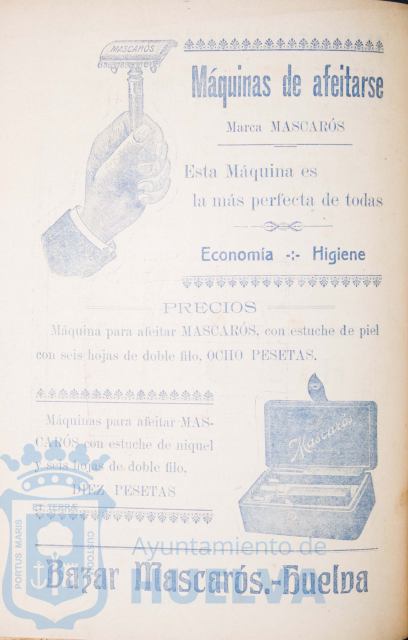 MASCARÓS
Máquinas de afeitarse
Marca MASCARÓS
Esta Máquina es
la más perfecta de todas
Economía -:- Higiene
PRECIOS
Máquina para afeitar MASCARÓS, con estuche de piel
con seis hojas de doble filo, OCHO PESETAS.
Máquinas para afeitar MAS-
CARÓS con estuche de niquel
y seis hojas de doble filo,
DIEZ PESETAS
Mascarós
PORTUS MARIS
ET TERRÆ
CUSTODIA
Ayuntamiento de
HUELVA
Bazar Mascarós.-Huelva